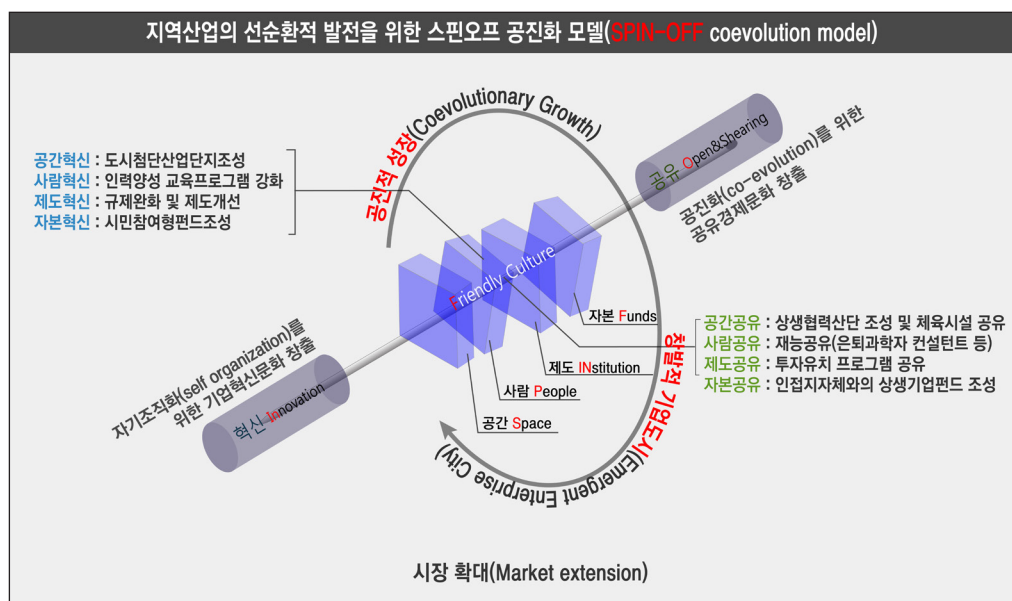 지역산업의 선순환적 발전을 위한 스핀오프 공진화 모델(SPIN-OFF coevolution model)
공진적 성장(Coevolutionary Growth)
공유 Open&Shearing
공진화(co-evolution)를 위한
공유경제문화 창출
공간혁신 : 도시첨단산업단지조성
사람혁신 : 인력양성 교육프로그램 강화
제도혁신 : 규제완화 및 제도개선
자본혁신 : 시민참여형펀드조성
Friendly Culture
자본 Funds
제도 INstitution
사람 People
공간 Space
공간공유 : 상생협력산단 조성 및 체육시설 공유
사람공유 : 재능공유(은퇴과학자 컨설턴트 등)
제도공유 : 투자유치 프로그램 공유
자본공유 : 인접지자체와의 상생기업펀드 조성
자기조직화(self organization)를
위한 기업혁신문화 창출
혁신 Innovation
창발적 기업도시(Emergent Enterprise City)
시장 확대(Market extension)